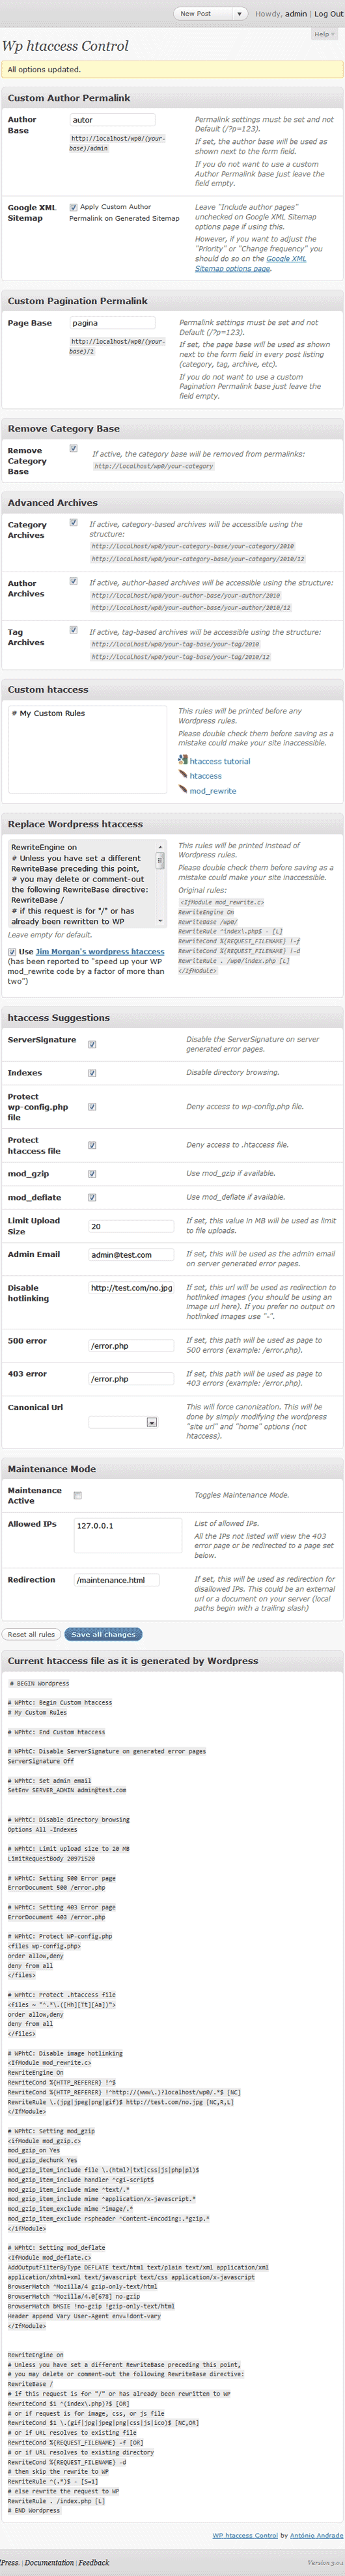 New Post
Howdy, admin | Log Out
Help
Wp htaccess Control
All options updated.
Custom Author Permalink
Author Base
autor
http://localhost/wp0/(your-base)/admin
Permalink settings must be set and not Default (/?p=123).
If set, the author base will be used as shown next to the form field.
If you do not want to use a custom Author Permalink base just leave the field empty.
Google XML Sitemap
Apply Custom Author Permalink on Generated Sitemap
Leave "Include author pages" unchecked on Google XML Sitemap options page if using this.
However, if you want to adjust the "Priority" or "Change frequency" you should do so on the Google XML Sitemap options page.
Custom Pagination Permalink
Page Base
pagina
http://localhost/wp0/(your-base)/1
Permalink settings must be set and not Default (/?p=123).
If set, the page base will be used as shown next to the form field in every post listing (category, tag, archive, etc).
If you do not want to use a custom Pagination Permalink base just leave the field empty.
Remove Category Base
Remove Category Base
If active, the category base will be removed from permalinks:
http://localhost/wp0/your-category
Advanced Archives
Category Archives
If active, category-based archives will be accessible using the structure:
http://localhost/wp0/your-category-base/your-category/2010
http://localhost/wp0/your-category-base/your-category/2010/12
Author Archives
If active, author-based archives will be accessible using the structure:
http://localhost/wp0/your-author-base/your-author/2010
http://localhost/wp0/your-author-base/your-author/2010/12
Tag Archives
If active, tag-based archives will be accessible using the structure:
http://localhost/wp0/your-tag-base/your-tag/2010
http://localhost/wp0/your-tag-base/your-tag/2010/12
Custom htaccess
# My Custom Rules
This rules will be printed before any Wordpress rules.
Please double check them before saving as a mistake could make your site inaccessible.
htaccess tutorial
htaccess
mod_rewrite
Replace Wordpress htaccess
RewriteEngine on
# Unless you have set a different
RewriteBase preceding this point,
# you may delete or comment-out
the following RewriteBase directive:
RewriteBase /
# if this request is for "/" or has
already been rewritten to WP
Leave empty for default.
Use Jim Morgan's wordpress htaccess
(has been reported to "speed up your WP mod_rewrite code by a factor of more than two")
This rules will be printed instead of Wordpress rules.
Please double check them before saving as a mistake could make your site inaccessible.
Original rules:
<IfModule mod_rewrite.c>
RewriteEngine On
RewriteBase /wp0/
RewriteRule ^index\.php$ - [L]
RewriteCond %{REQUEST_FILENAME} !-f
RewriteCond %{REQUEST_FILENAME} !-d
RewriteRule . /wp0/index.php [L]
</IfModule>
htaccess Suggestions
ServerSignature
Disable the ServerSignature on server generated error pages.
Indexes
Disable directory browsing.
Protect wp-config.php file
Deny access to wp-config.php file.
Protect htaccess file
Deny access to .htaccess file.
mod_gzip
Use mod_gzip if available.
mod_deflate
Use mod_deflate if available.
Limit Upload Size
20
If set, this value in MB will be used as limit to file uploads.
Admin Email
admin@test.com
If set, this will be used as the admin email on server generated error pages.
Disable hotlinking
http://test.com/no.jpg
If set, this url will be used as redirection to hotlinked images (you should be using an image url here). If you prefer no output on hotlinked images use "-".
500 error
/error.php
If set, this path will be used as page to 500 errors (example: /error.php).
403 error
/error.php
If set, this path will be used as page to 403 errors (example: /error.php).
Canonical Url
This will force canonization. This will be done by simply modifying the wordpress "site url" and "home" options (not htaccess).
Maintenance Mode
Maintenance Active
Toggles Maintenance Mode.
Allowed IPs
127.0.0.1
List of allowed IPs.
All the IPs not listed will view the 403 error page or be redirected to a page set below.
Redirection
/maintenance.html
If set, this will be used as redirection for disallowed IPs. This could be an external url or a document on your server (local paths begin with a trailing slash)
Reset all rules
Save all changes
Current htaccess file as it is generated by Wordpress
# BEGIN Wordpress
# WPhtC: Begin Custom htaccess
# My Custom Rules
# WPhtC: End Custom htaccess
# WPhtC: Disable ServerSignature on generated error pages
ServerSignature Off
# WPhtC: Set admin email
SetEnv SERVER_ADMIN admin@test.com
# WPhtC: Disable directory browsing
Options All -Indexes
# WPhtC: Limit upload size to 20 MB
LimitRequestBody 20971520
# WPhtC: Setting 500 Error page
ErrorDocument 500 /error.php
# WPhtC: Setting 403 Error page
ErrorDocument 403 /error.php
# WPhtC: Protect WP-config.php
<files wp-config.php>
order allow,deny
deny from all
</files>
# WPhtC: Protect .htaccess file
<files ~ "^.*\.([Hh][Tt][Aa])">
order allow,deny
deny from all
</files>
# WPhtC: Disable image hotlinking
<IfModule mod_rewrite.c>
RewriteEngine On
RewriteCond %{HTTP_REFERER} !^$
RewriteCond %{HTTP_REFERER} !^http://(www\.)?localhost/wp0/.*$ [NC]
RewriteRule \.(jpg|jpeg|png|gif)$ http://test.com/no.jpg [NC,R,L]
</IfModule>
# WPhtC: Setting mod_gzip
<ifModule mod_gzip.c>
mod_gzip_on Yes
mod_gzip_dechunk Yes
mod_gzip_item_include file \.(html?|txt|css|js|php|pl)$
mod_gzip_item_include handler ^cgi-script$
mod_gzip_item_include mime ^text/.*
mod_gzip_item_include mime ^application/x-javascript.*
mod_gzip_item_exclude mime ^image/.*
mod_gzip_item_exclude rspheader ^Content-Encoding:.*gzip.*
</ifModule>
# WPhtC: Setting mod_deflate
<IfModule mod_deflate.c>
AddOutputFilterByType DEFLATE text/html text/plain text/xml application/xml
application/xhtml+xml text/javascript text/css application/x-javascript
BrowserMatch ^Mozilla/4 gzip-only-text/html
BrowserMatch ^Mozilla/4.0[678] no-gzip
BrowserMatch bMSIE !no-gzip !gzip-only-text/html
Header append Vary User-Agent env=!dont-vary
</IfModule>
RewriteEngine on
# Unless you have set a different RewriteBase preceding this point,
# you may delete or comment-out the following RewriteBase directive:
RewriteBase /
# if this request is for "/" or has already been rewritten to WP
RewriteCond $1 ^(index\.php)?$ [OR]
# or if request is for image, css, or js file
RewriteCond $1 \.(gif|jpg|jpeg|png|css|js|ico)$ [NC,OR]
# or if URL resolves to existing file
RewriteCond %{REQUEST_FILENAME} -f [OR]
# or if URL resolves to existing directory
RewriteCond %{REQUEST_FILENAME} -d
# then skip the rewrite to WP
RewriteRule ^(.*)$ - [S=1]
# else rewrite the request to WP
RewriteRule . /index.php [L]
# END Wordpress
WP htaccess Control by António Andrade
Press. | Documentation | Feedback
Version 3.0.1